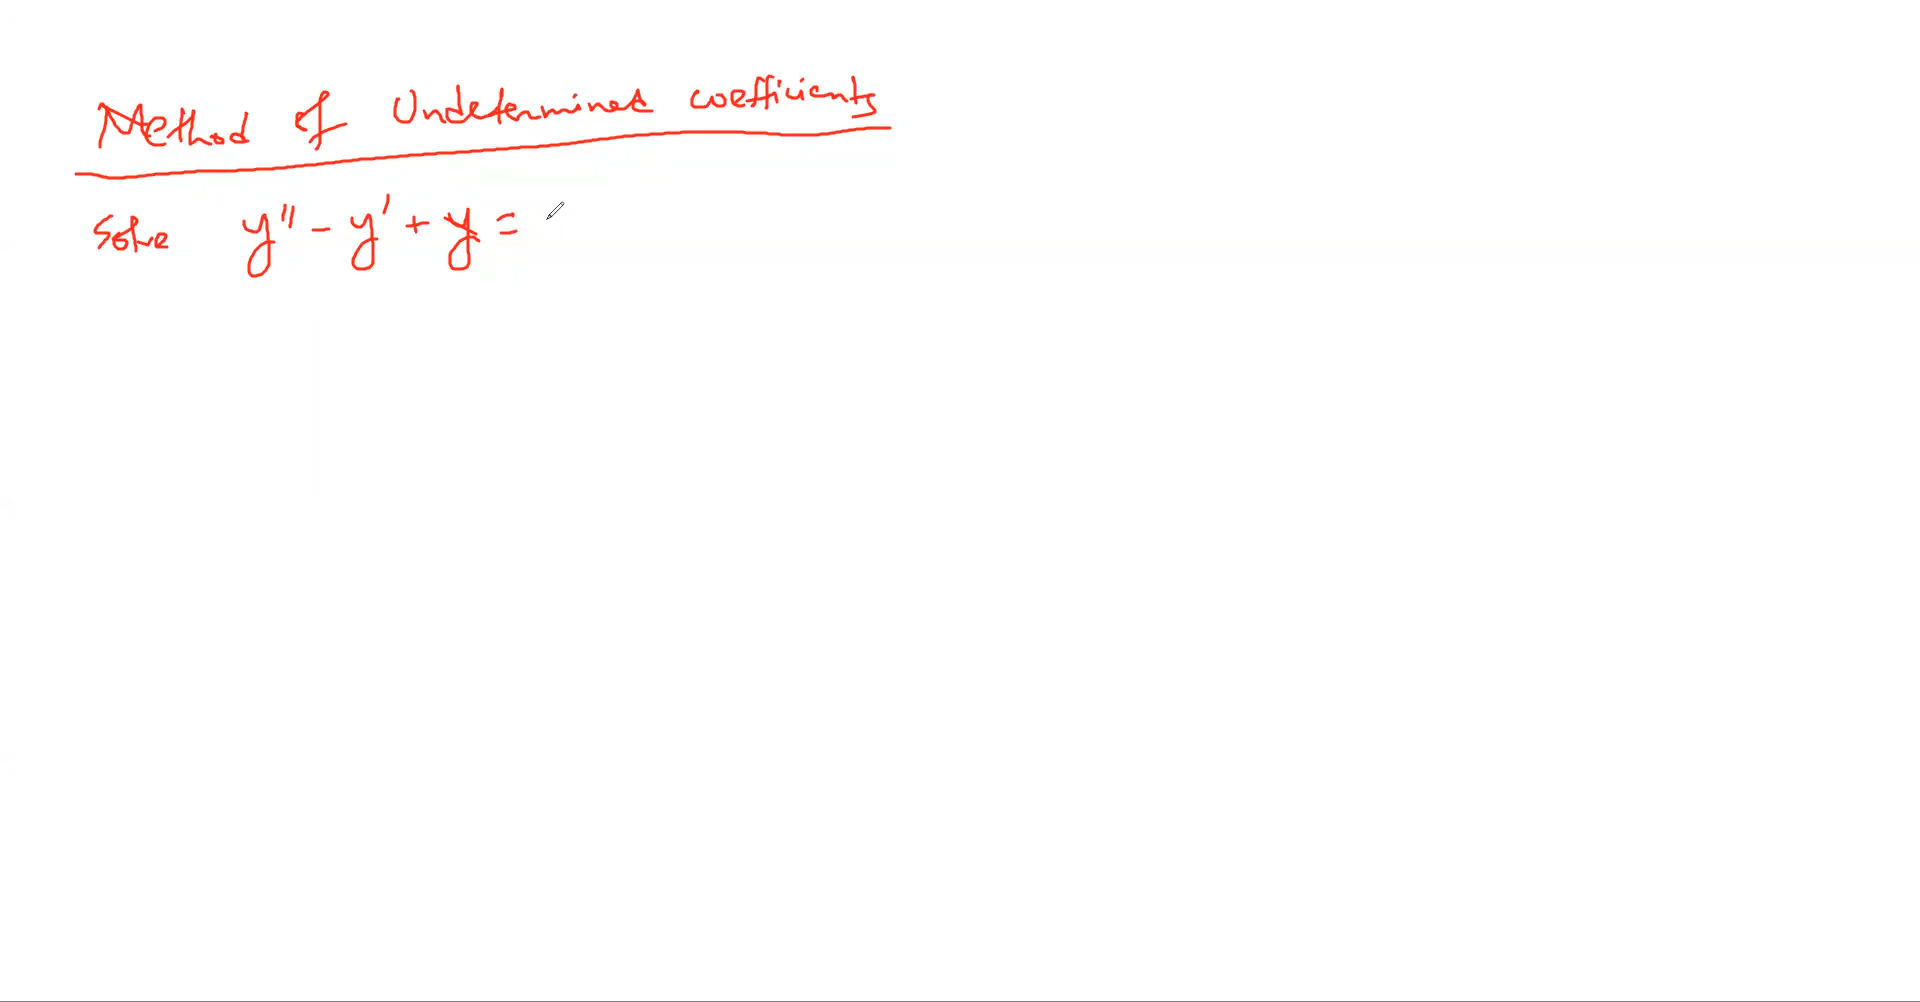 Method of Undetermined coefficients
Solve y'' - y' + y =